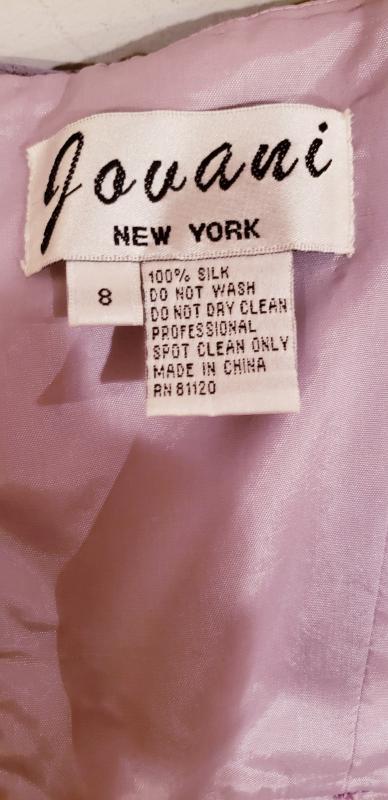 Jovani
NEW YORK
8
100% SILK
DO NOT WASH
DO NOT DRY CLEAN
PROFESSIONAL
SPOT CLEAN ONLY
MADE IN CHINA
RN 81120